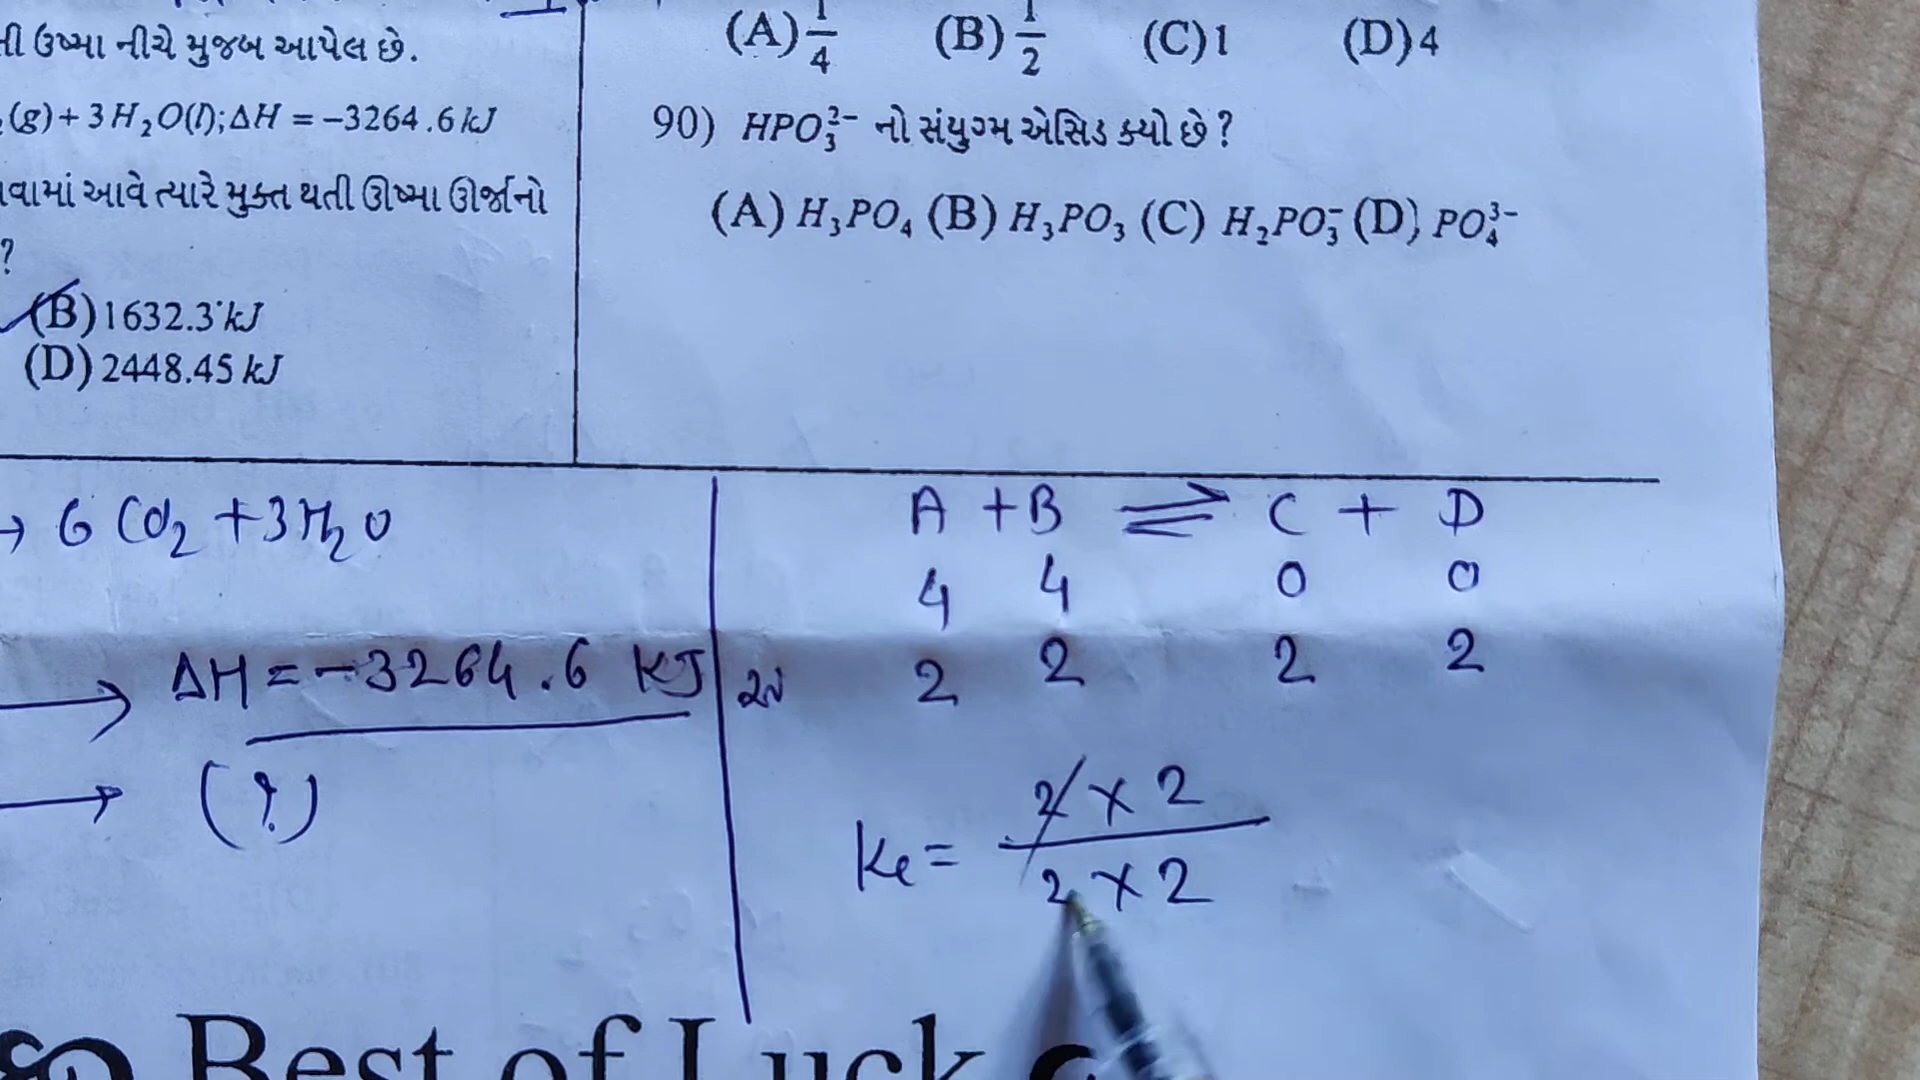 ઉષ્મા નીચે મુજબ આપેલ છે.
(g)+3H₂O(l);ΔH = −3264.6 kJ
આવે ત્યારે મુક્ત થતી ઊષ્મા ઊર્જાનો
?
(B) 1632.3 kJ
(D) 2448.45 kJ
(A) 1/4 (B) 1/2 (C) 1 (D) 4
90) HPO₃²⁻ નો સંયુગ્મ એસિડ ક્યો છે ?
(A) H₃PO₄ (B) H₃PO₃ (C) H₂PO₃⁻ (D) PO₄³⁻
→ 6 CO₂ + 3H₂O
→ ΔH = −3264.6 KJ
→ (?)
A + B ⇌ C + D
4 4 0 0
2 2 2 2
Kc = 2 × 2 / 2 × 2
Best of Luck